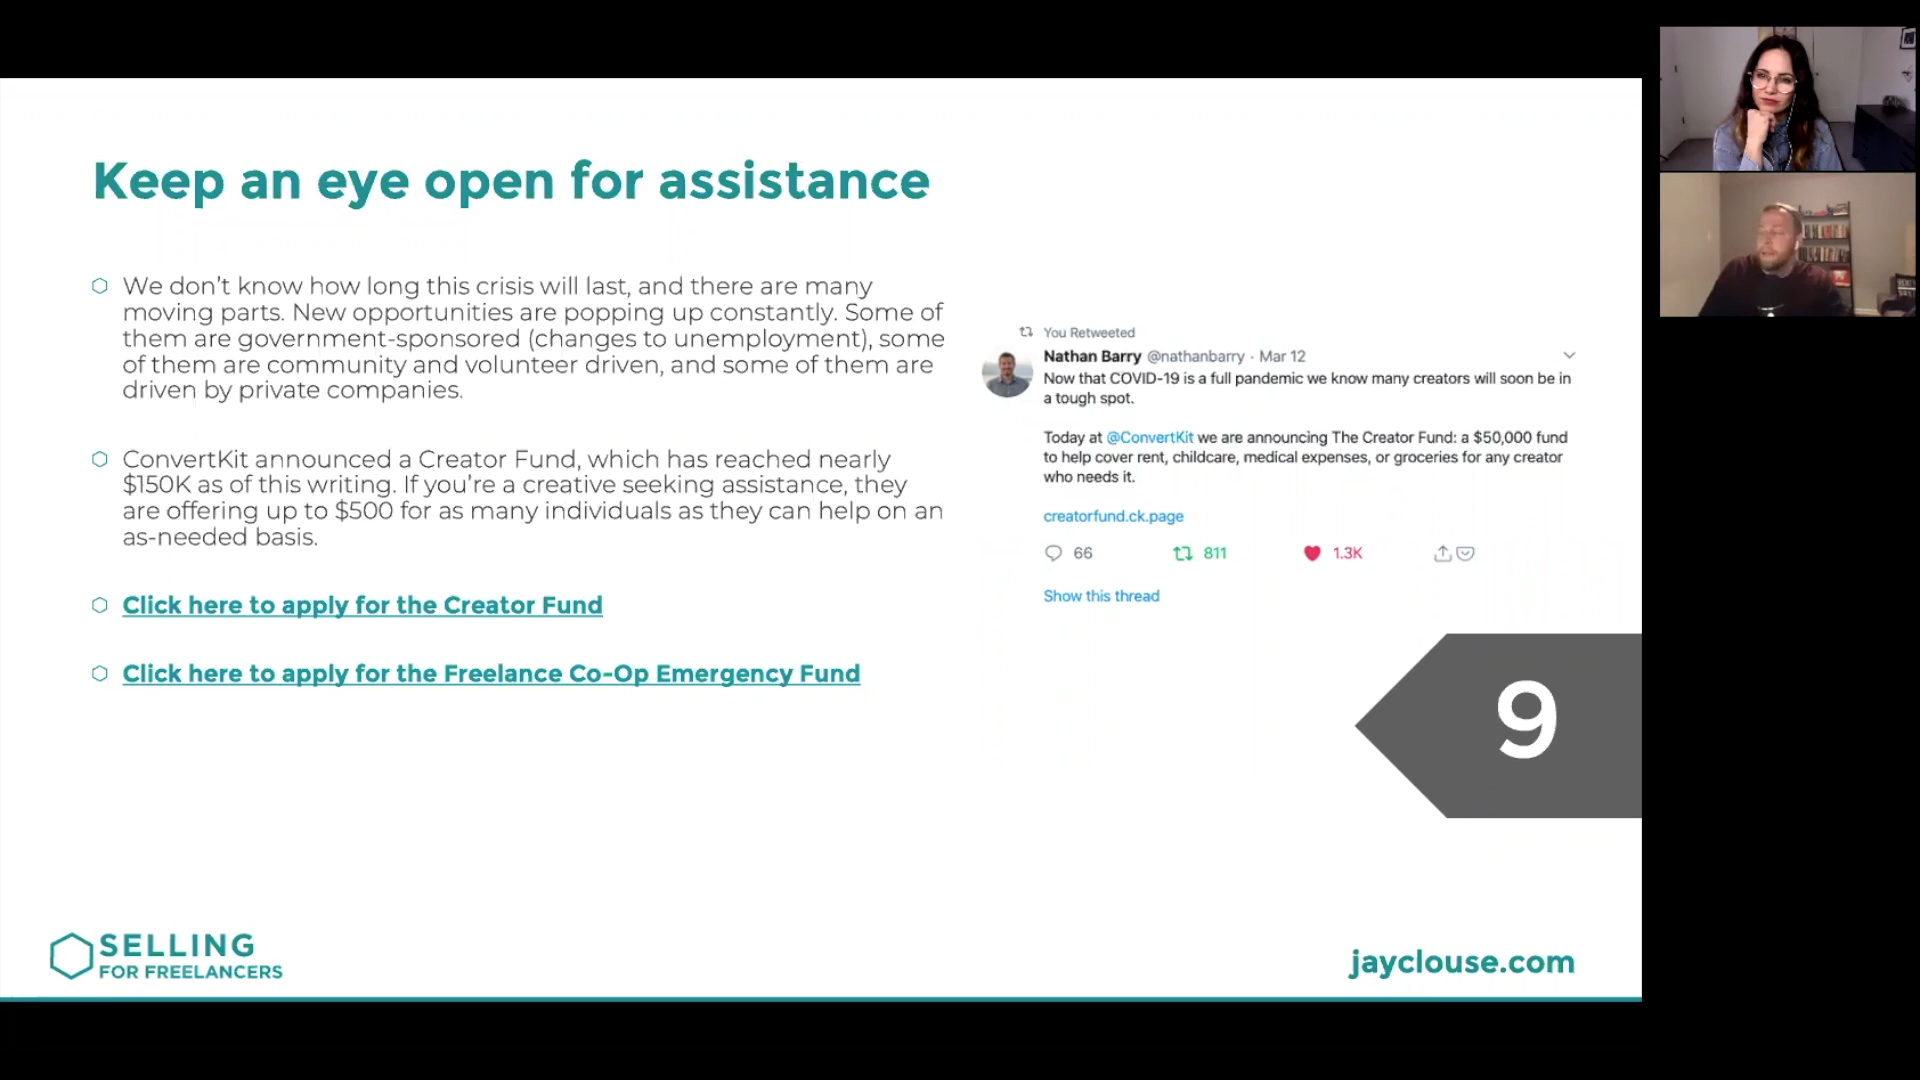 Keep an eye open for assistance
We don’t know how long this crisis will last, and there are many
moving parts. New opportunities are popping up constantly. Some of
them are government-sponsored (changes to unemployment), some
of them are community and volunteer driven, and some of them are
driven by private companies.
ConvertKit announced a Creator Fund, which has reached nearly
$150K as of this writing. If you’re a creative seeking assistance, they
are offering up to $500 for as many individuals as they can help on an
as-needed basis.
Click here to apply for the Creator Fund
Click here to apply for the Freelance Co-Op Emergency Fund
You Retweeted
Nathan Barry @nathanbarry · Mar 12
Now that COVID-19 is a full pandemic we know many creators will soon be in
a tough spot.
Today at @ConvertKit we are announcing The Creator Fund: a $50,000 fund
to help cover rent, childcare, medical expenses, or groceries for any creator
who needs it.
creatorfund.ck.page
66 811 1.3K
Show this thread
9
SELLING
FOR FREELANCERS
jayclouse.com